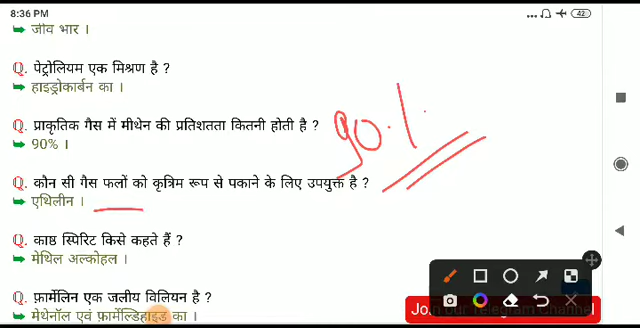 8:36 PM
42
जीव भार ।
Q. पेट्रोलियम एक मिश्रण है ?
हाइड्रोकार्बन का ।
Q. प्राकृतिक गैस में मीथेन की प्रतिशतता कितनी होती है ?
90% ।
90%
Q. कौन सी गैस फलों को कृत्रिम रूप से पकाने के लिए उपयुक्त है ?
एथिलीन ।
Q. काष्ठ स्पिरिट किसे कहते हैं ?
मेथिल अल्कोहल ।
Q. फ़ार्मेलिन एक जलीय विलियन है ?
मेथेनॉल एवं फ़ार्मेल्डिहाइड का ।
Join our Telegram Channel